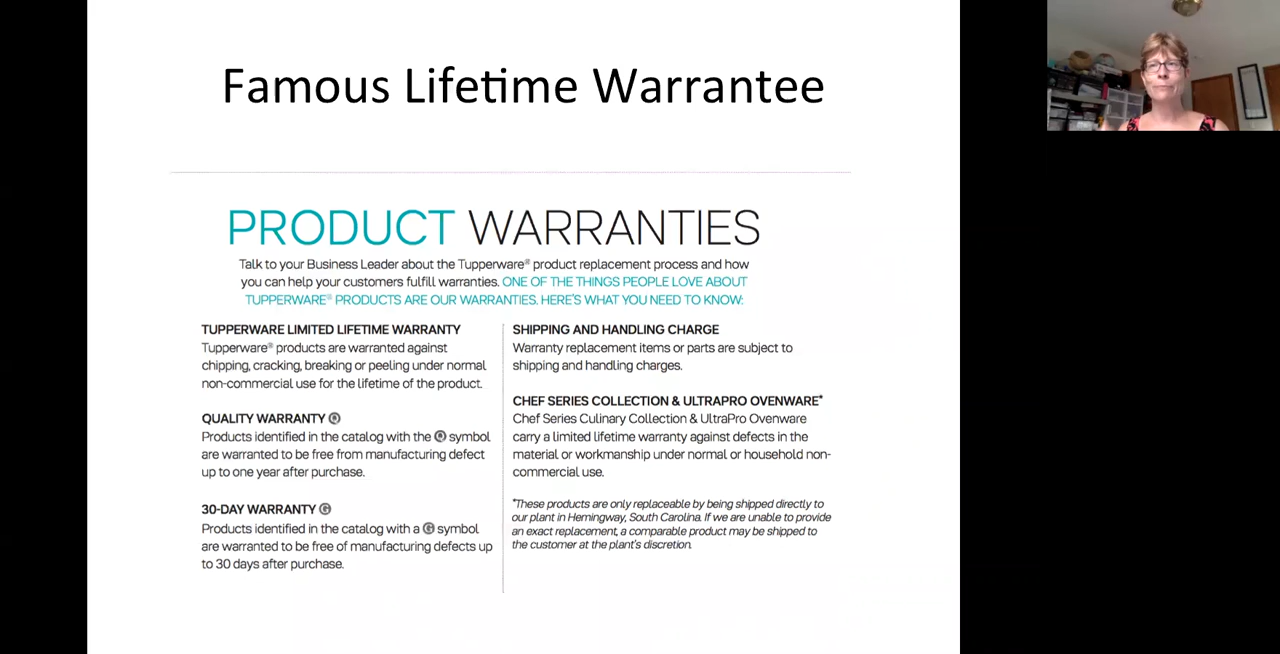 Famous Lifetime Warrantee
PRODUCT WARRANTIES
Talk to your Business Leader about the Tupperware® product replacement process and how
you can help your customers fulfill warranties. ONE OF THE THINGS PEOPLE LOVE ABOUT
TUPPERWARE® PRODUCTS ARE OUR WARRANTIES. HERE'S WHAT YOU NEED TO KNOW:
TUPPERWARE LIMITED LIFETIME WARRANTY
Tupperware® products are warranted against
chipping, cracking, breaking or peeling under normal
non-commercial use for the lifetime of the product.
QUALITY WARRANTY Q
Products identified in the catalog with the Q symbol
are warranted to be free from manufacturing defect
up to one year after purchase.
30-DAY WARRANTY G
Products identified in the catalog with a G symbol
are warranted to be free of manufacturing defects up
to 30 days after purchase.
SHIPPING AND HANDLING CHARGE
Warranty replacement items or parts are subject to
shipping and handling charges.
CHEF SERIES COLLECTION & ULTRAPRO OVENWARE*
Chef Series Culinary Collection & UltraPro Ovenware
carry a limited lifetime warranty against defects in the
material or workmanship under normal or household non-
commercial use.
*These products are only replaceable by being shipped directly to
our plant in Hemingway, South Carolina. If we are unable to provide
an exact replacement, a comparable product may be shipped to
the customer at the plant's discretion.